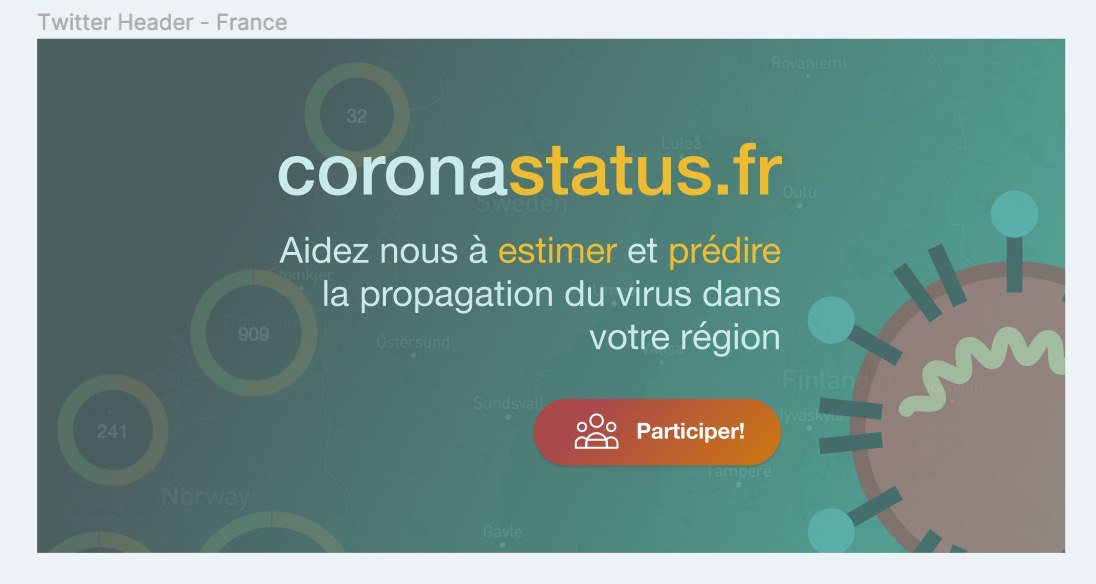 Twitter Header - France
Rovaniemi
32
Luleå
coronastatus.fr
Oulu
Sweden
Aidez nous à estimer et prédire
Steinkjer
la propagation du virus dans
909
Östersund
votre région
Vaasa
Finland
Sundsvall
Jyväskylä
241
Participer!
Tampere
Norway
Gävle